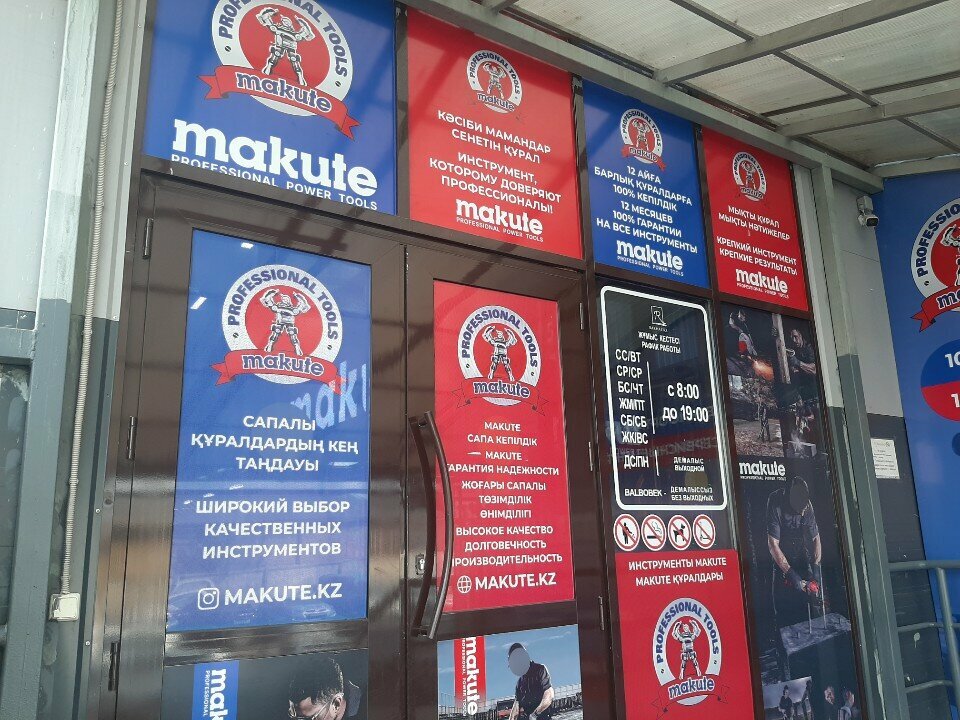 PROFESSIONAL TOOLS
makute
makute
PROFESSIONAL POWER TOOLS
PROFESSIONAL TOOLS
makute
КӘСІБИ МАМАНДАР
СЕНЕТІН ҚҰРАЛ
ИНСТРУМЕНТ,
КОТОРОМУ ДОВЕРЯЮТ
ПРОФЕССИОНАЛЫ!
makute
PROFESSIONAL POWER TOOLS
PROFESSIONAL TOOLS
makute
12 АЙҒА
БАРЛЫҚ ҚҰРАЛДАРҒА
100% КЕПІЛДІК
12 МЕСЯЦЕВ
100% ГАРАНТИИ
НА ВСЕ ИНСТРУМЕНТЫ
makute
PROFESSIONAL POWER TOOLS
PROFESSIONAL TOOLS
makute
МЫҚТЫ ҚҰРАЛ
МЫҚТЫ НӘТИЖЕЛЕР
КРЕПКИЙ ИНСТРУМЕНТ
КРЕПКИЕ РЕЗУЛЬТАТЫ
makute
PROFESSIONAL POWER TOOLS
PROFESSIONAL TOOLS
makute
САПАЛЫ
ҚҰРАЛДАРДЫҢ КЕҢ
ТАҢДАУЫ
ШИРОКИЙ ВЫБОР
КАЧЕСТВЕННЫХ
ИНСТРУМЕНТОВ
MAKUTE.KZ
PROFESSIONAL TOOLS
makute
MAKUTE
САПА КЕПІЛДІК
MAKUTE
ГАРАНТИЯ НАДЕЖНОСТИ
ЖОҒАРЫ САПАЛЫ
ТӨЗІМДІЛІК
ӨНІМДІЛІГІ
ВЫСОКОЕ КАЧЕСТВО
ДОЛГОВЕЧНОСТЬ
ПРОИЗВОДИТЕЛЬНОСТЬ
MAKUTE.KZ
ЖҰМЫС КЕСТЕСІ
ГРАФИК РАБОТЫ
СС/ВТ
СР/СР
БС/ЧТ
ЖМ/ПТ
СБ/СБ
ЖК/ВС
с 8:00
до 19:00
ДС/ПН
ДЕМАЛЫС
ВЫХОДНОЙ
BALBOBEK - ДЕМАЛЫССЫЗ
БЕЗ ВЫХОДНЫХ
makute
PROFESSIONAL POWER TOOLS
ИНСТРУМЕНТЫ MAKUTE
MAKUTE ҚҰРАЛДАРЫ
PROFESSIONAL TOOLS
makute
makute
PROFESSIONAL
makute